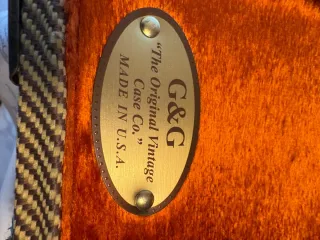 G&G
"The Original Vintage
Case Co."
MADE IN U.S.A.